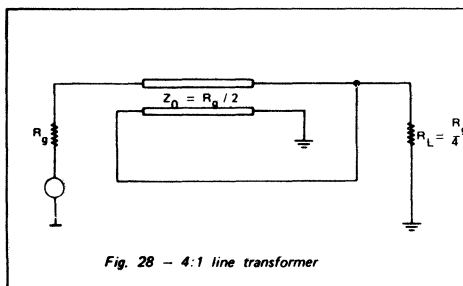 Z0 = Rg / 2
Rg
RL = R
4
Fig. 28 – 4:1 line transformer